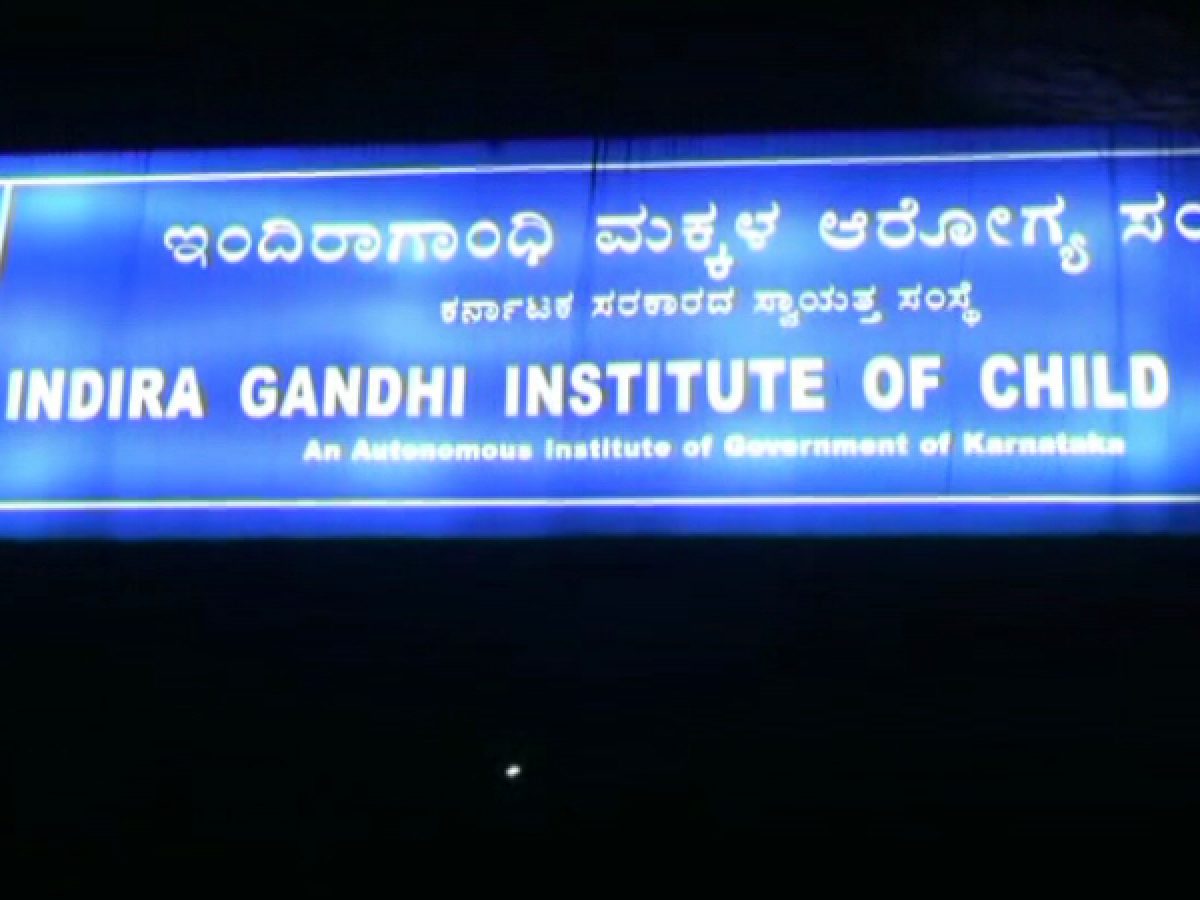 ಇಂದಿರಾಗಾಂಧಿ ಮಕ್ಕಳ ಆರೋಗ್ಯ ಸಂ
ಕರ್ನಾಟಕ ಸರಕಾರದ ಸ್ವಾಯತ್ತ ಸಂಸ್ಥೆ
INDIRA GANDHI INSTITUTE OF CHILD
An Autonomous Institute of Government of Karnataka